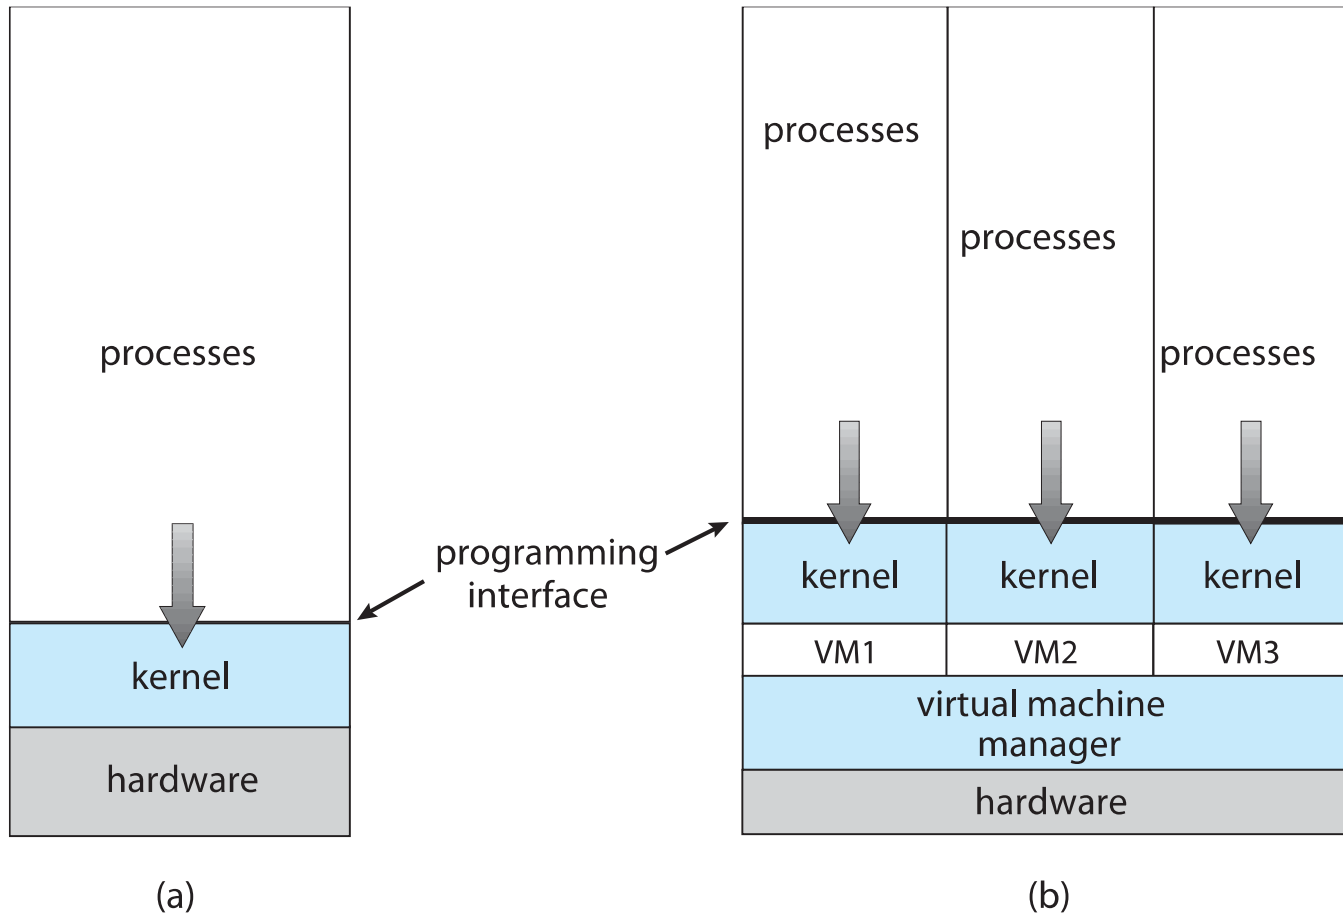 processes
kernel
hardware
(a)
programming
interface
processes
processes
processes
kernel
kernel
kernel
VM1
VM2
VM3
virtual machine
manager
hardware
(b)